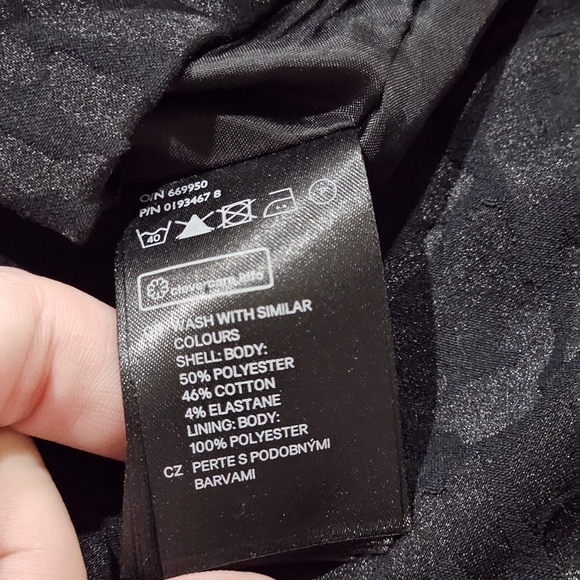 O/N 669950
P/N 0193467 8
40
clevercare.info
WASH WITH SIMILAR
COLOURS
SHELL: BODY:
50% POLYESTER
46% COTTON
4% ELASTANE
LINING: BODY:
100% POLYESTER
CZ PERTE S PODOBNÝMI
BARVAMI